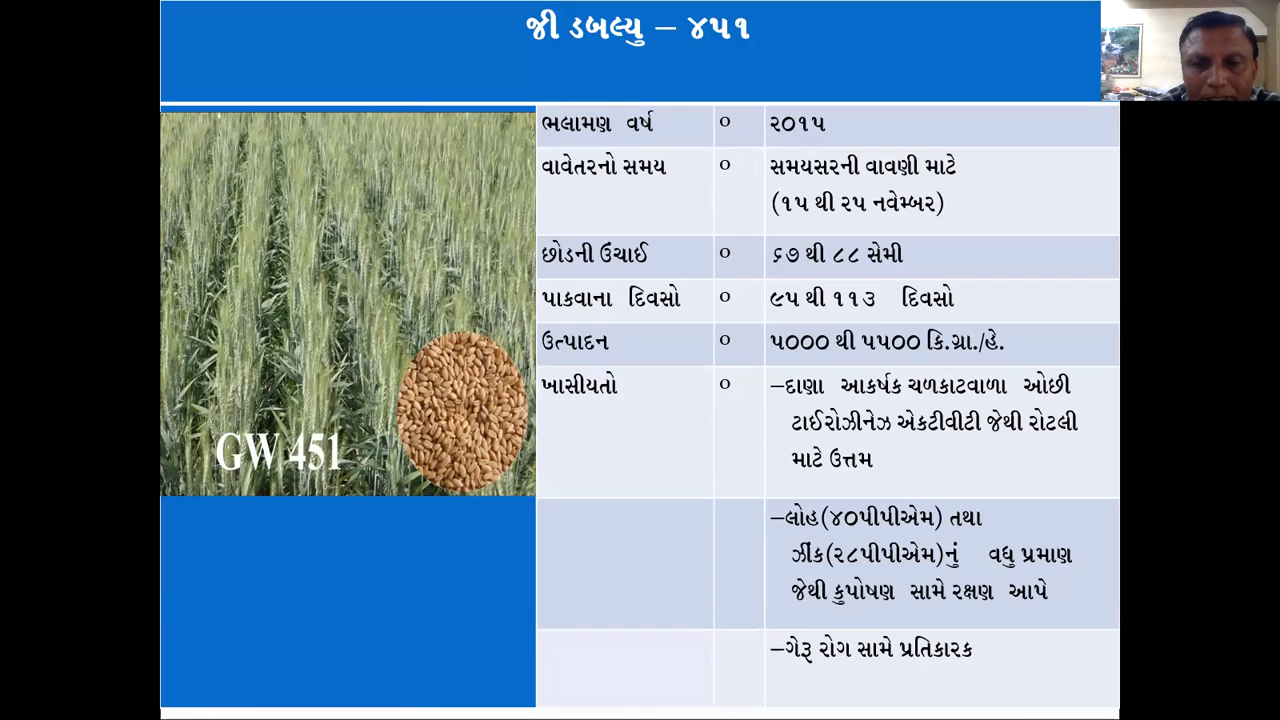 જી ડબલ્યુ – ૪૫૧
ભલામણ વર્ષ ૦ ૨૦૧૫
વાવેતરનો સમય ૦ સમયસરની વાવણી માટે
(૧૫ થી ૨૫ નવેમ્બર)
છોડની ઉંચાઈ ૦ ૬૭ થી ૮૮ સેમી
પાકવાના દિવસો ૦ ૯૫ થી ૧૧૩ દિવસો
ઉત્પાદન ૦ ૫૦૦૦ થી ૫૫૦૦ કિ.ગ્રા./હે.
ખાસીયતો ૦ –દાણા આકર્ષક ચળકાટવાળા ઓછી
ટાઈરોઝીનેઝ એકટીવીટી જેથી રોટલી
માટે ઉત્તમ
–લોહ(૪૦પીપીએમ) તથા
ઝીંક(૨૮પીપીએમ)નું વધુ પ્રમાણ
જેથી કુપોષણ સામે રક્ષણ આપે
–ગેરૂ રોગ સામે પ્રતિકારક
GW 451